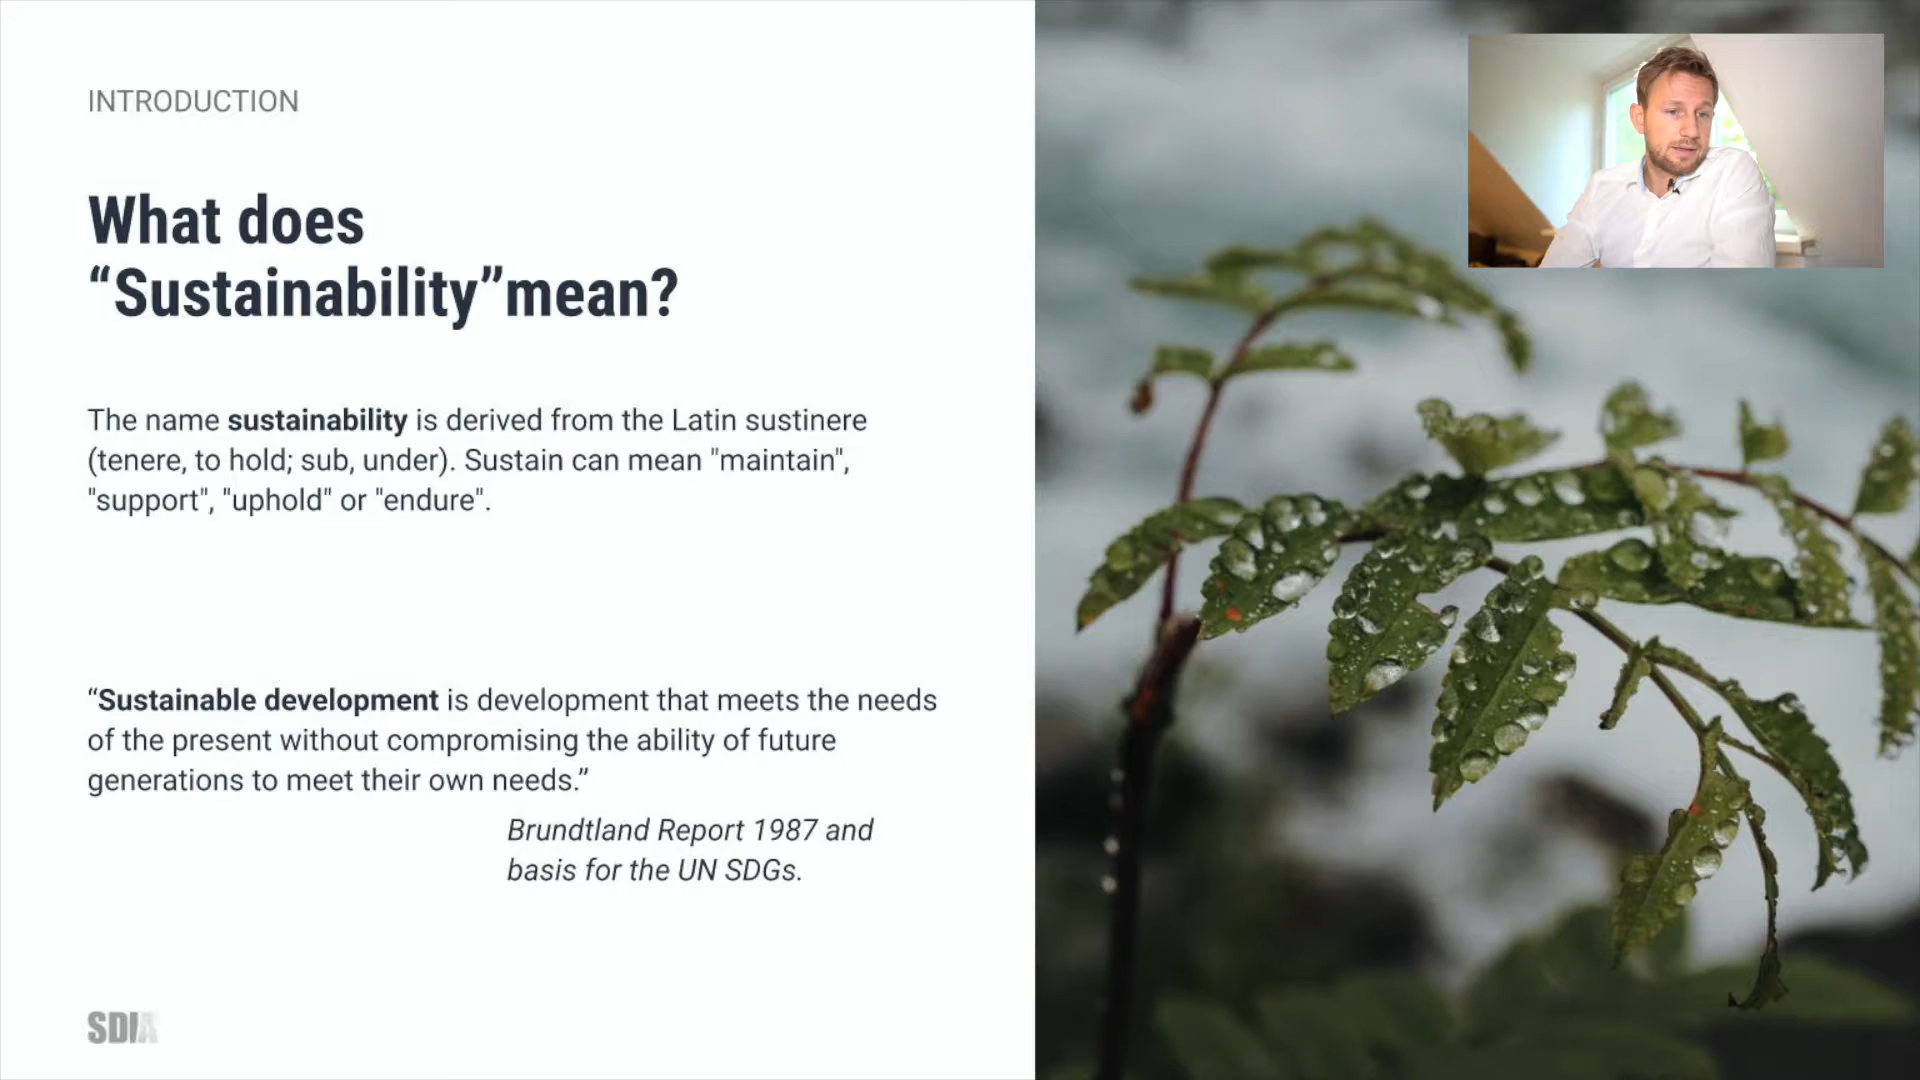 INTRODUCTION
What does
“Sustainability”mean?
The name sustainability is derived from the Latin sustinere
(tenere, to hold; sub, under). Sustain can mean "maintain",
"support", "uphold" or "endure".
“Sustainable development is development that meets the needs
of the present without compromising the ability of future
generations to meet their own needs.”
Brundtland Report 1987 and
basis for the UN SDGs.
SDIA